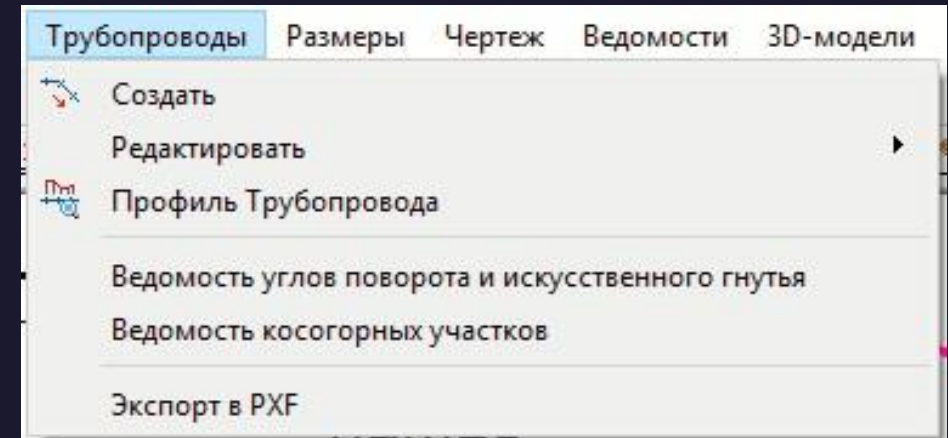 Трубопроводы Размеры Чертеж Ведомости 3D-модели
Создать
Редактировать
Профиль Трубопровода
Ведомость углов поворота и искусственного гнутья
Ведомость косогорных участков
Экспорт в PXF